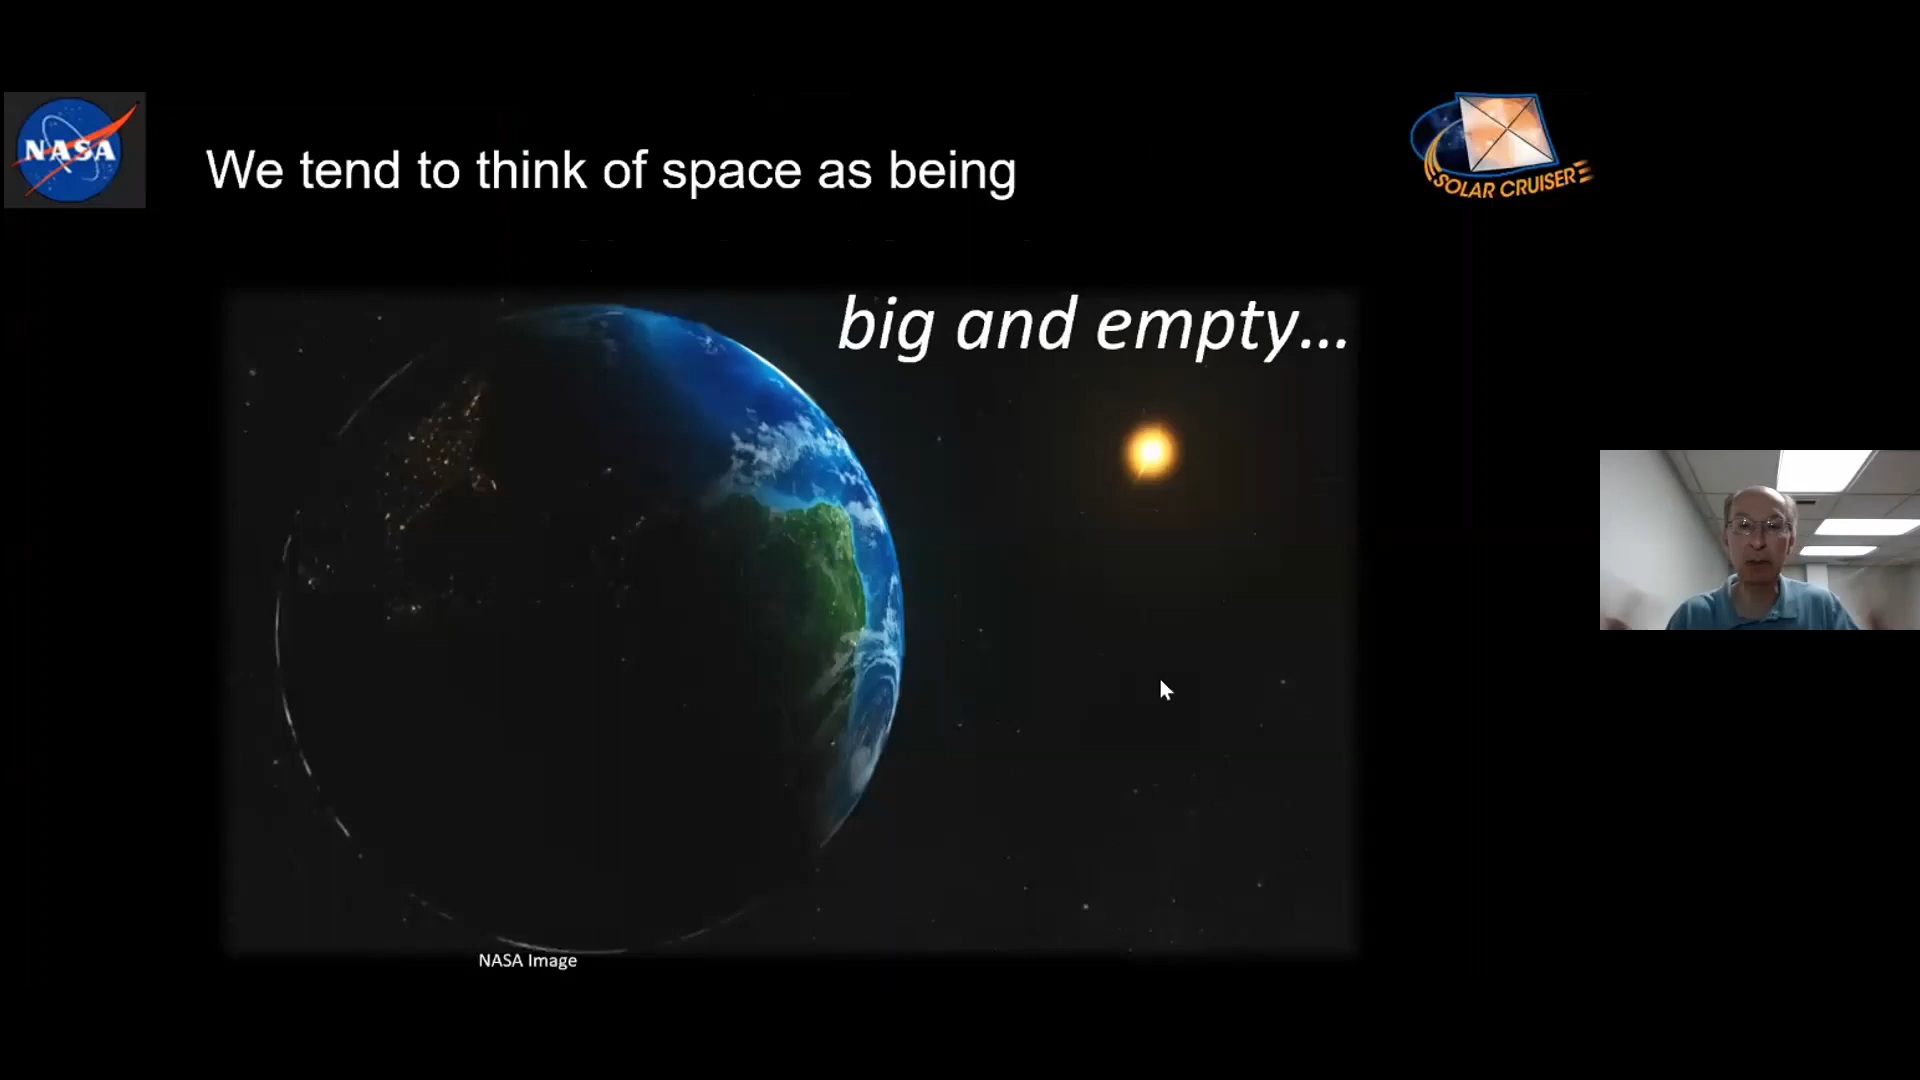 NASA
We tend to think of space as being
SOLAR CRUISER
big and empty...
NASA Image